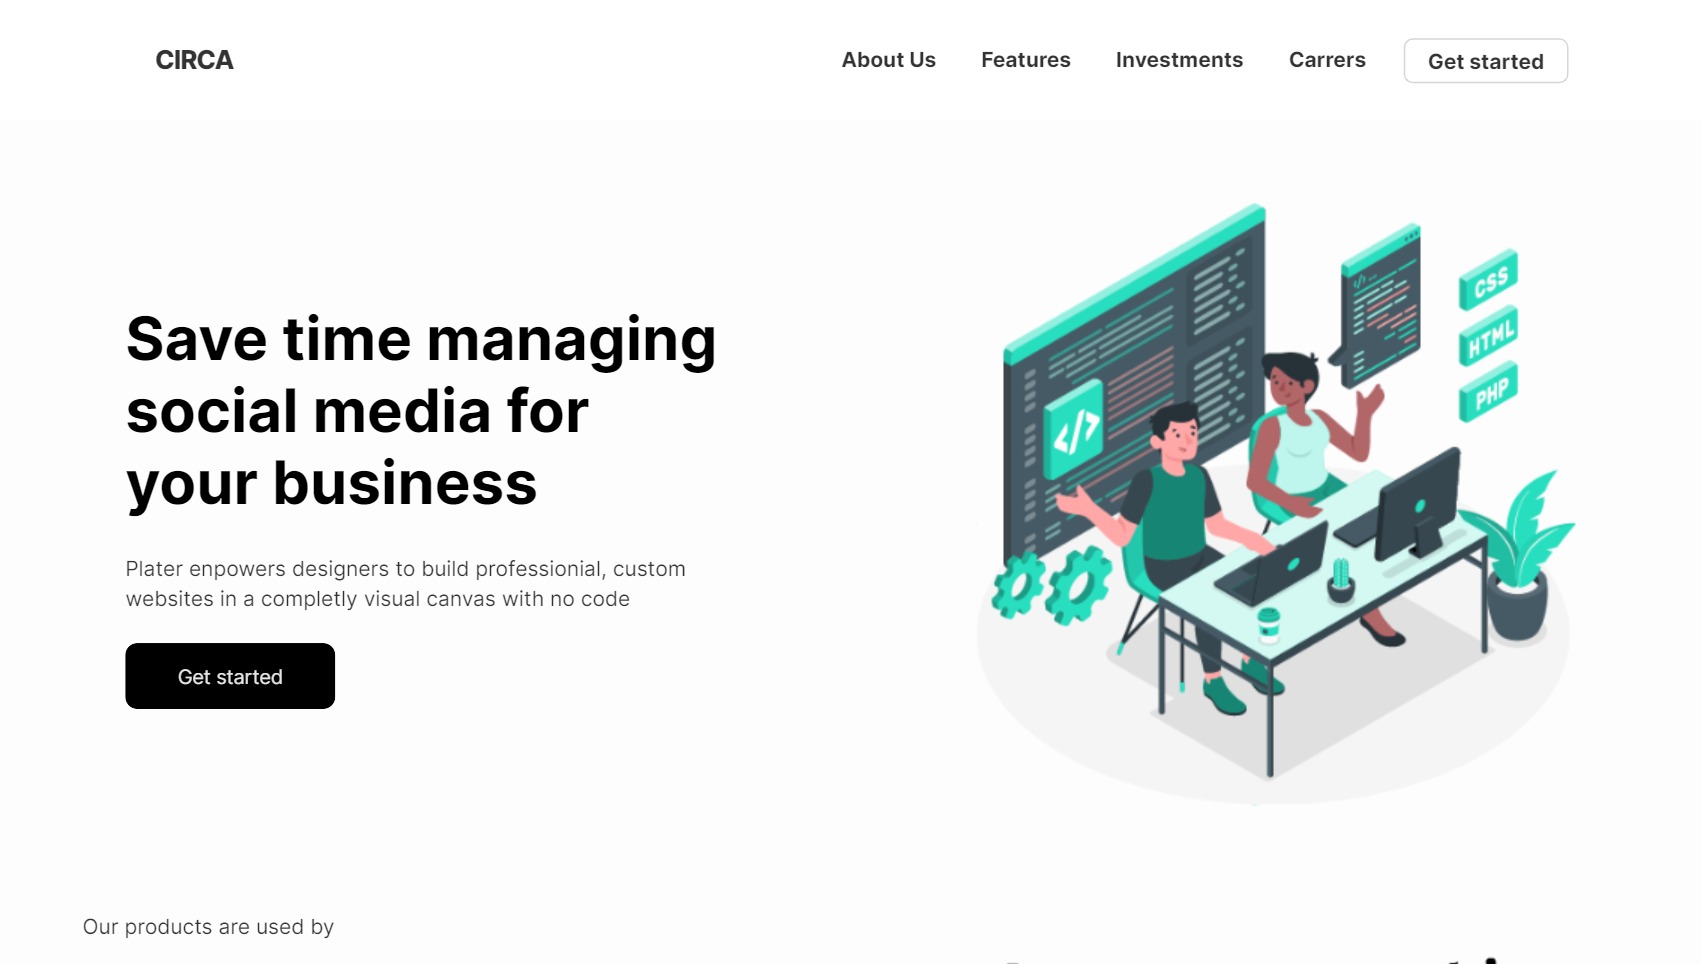 CIRCA
About Us
Features
Investments
Carrers
Get started
Save time managing
social media for
your business
Plater enpowers designers to build professionial, custom
websites in a completly visual canvas with no code
Get started
</>
CSS
HTML
PHP
Our products are used by